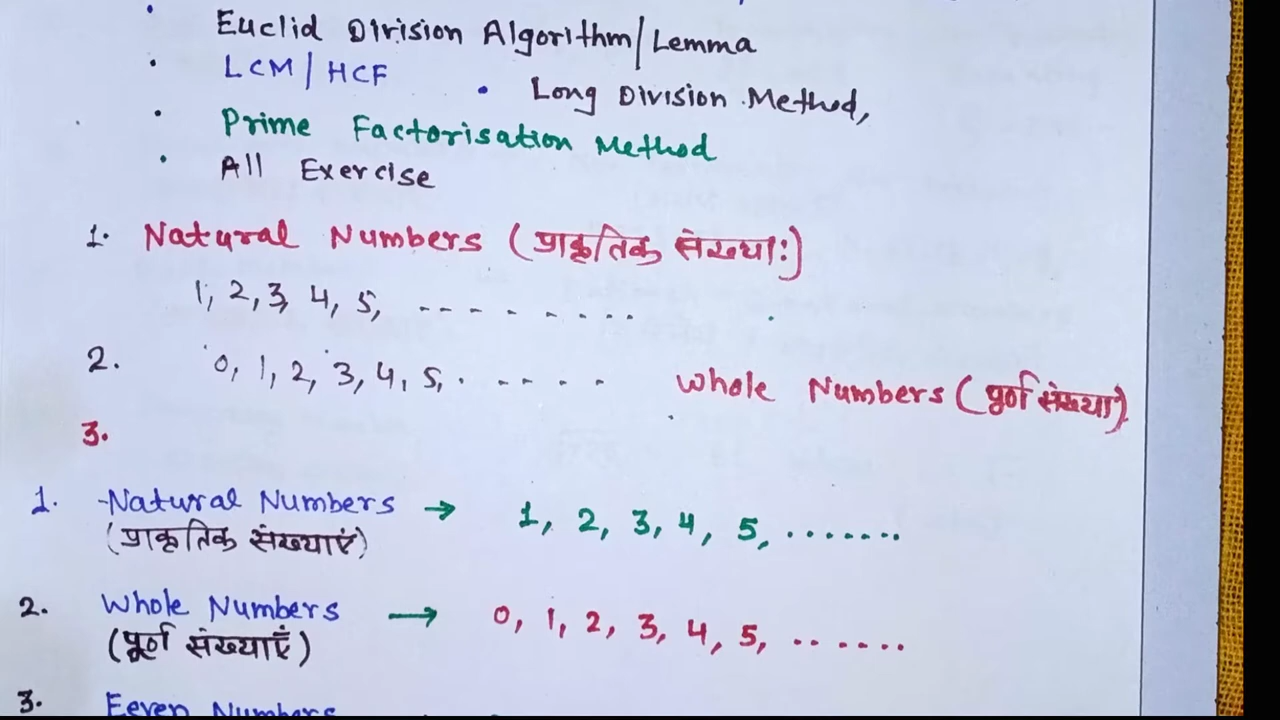 • Euclid Division Algorithm/Lemma
• LCM/HCF • Long Division Method,
• Prime Factorisation Method
• All Exercise
1. Natural Numbers (प्राकृतिक संख्या:)
1, 2, 3, 4, 5, ---------
2. 0, 1, 2, 3, 4, 5, ----- Whole Numbers (पूर्ण संख्या)
3.
1. Natural Numbers → 1, 2, 3, 4, 5, .......
(प्राकृतिक संख्याएं)
2. Whole Numbers → 0, 1, 2, 3, 4, 5, ......
(पूर्ण संख्याएँ)
3. Eeven Numbers